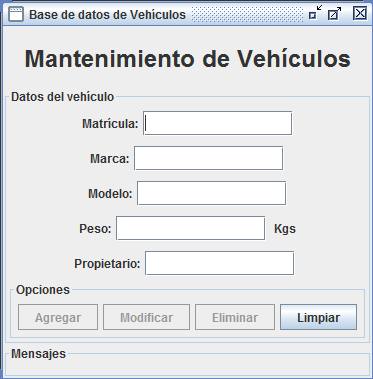 Base de datos de Vehículos
Mantenimiento de Vehículos
Datos del vehículo
Matrícula:
Marca:
Modelo:
Peso: Kgs
Propietario:
Opciones
Agregar Modificar Eliminar Limpiar
Mensajes